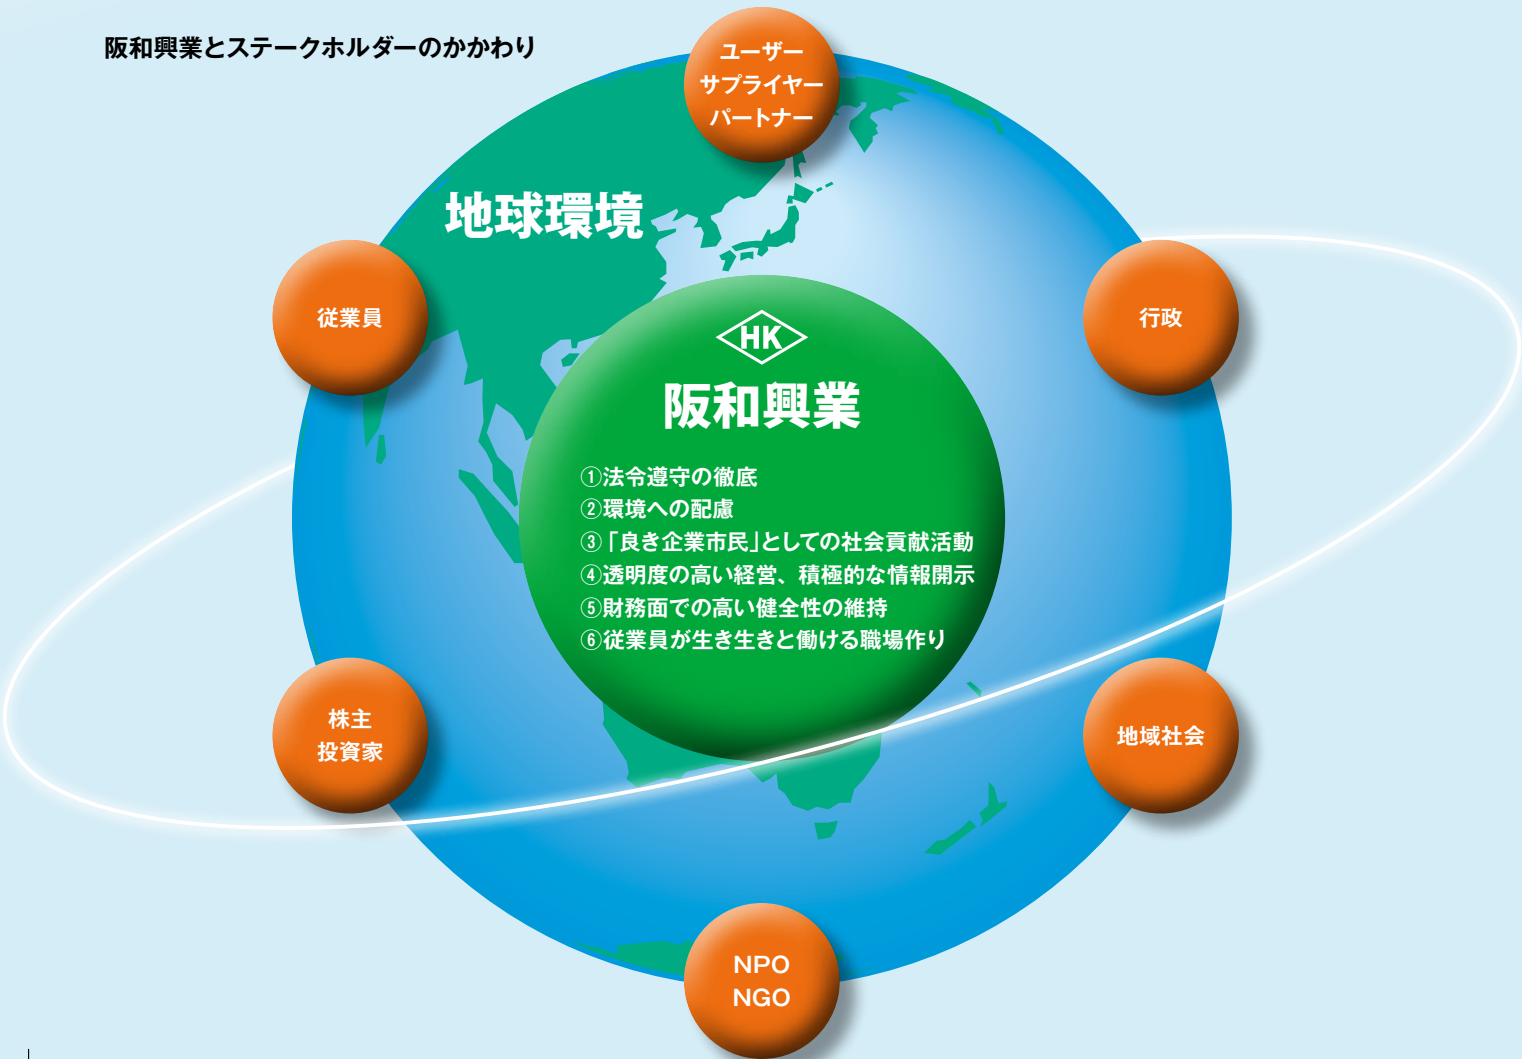 阪和興業とステークホルダーのかかわり
ユーザー
サプライヤー
パートナー
地球環境
従業員
行政
HK
阪和興業
①法令遵守の徹底
②環境への配慮
③「良き企業市民」としての社会貢献活動
④透明度の高い経営、積極的な情報開示
⑤財務面での高い健全性の維持
⑥従業員が生き生きと働ける職場作り
株主
投資家
地域社会
NPO
NGO